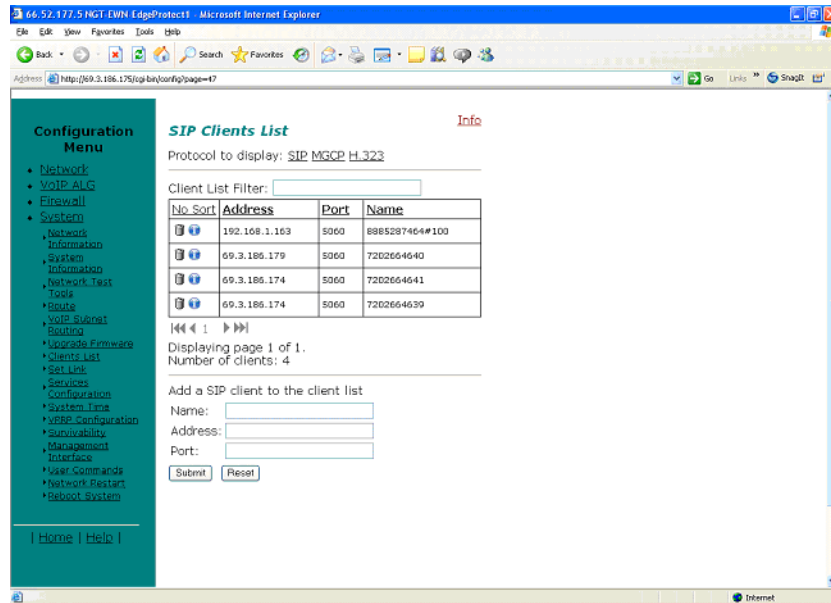 66.52.177.5 NGT-EWN-EdgeProtect1 - Microsoft Internet Explorer
File Edit View Favorites Tools Help
Back Search Favorites
Address http://69.3.186.175/cgi-bin/config?page=47 Go Links SnagIt
Configuration Menu
Network
VoIP ALG
Firewall
System
Network Information
System Information
Network Test Tools
Route
VoIP Subnet Routing
Upgrade Firmware
Clients List
Set Link
Services Configuration
System Time
VRRP Configuration
Survivability
Management Interface
User Commands
Network Restart
Reboot System
| Home | Help |
Info
SIP Clients List
Protocol to display: SIP MGCP H.323
Client List Filter:
No Sort Address Port Name
192.168.1.163 5060 8885287464#100
69.3.186.179 5060 7202664640
69.3.186.174 5060 7202664641
69.3.186.174 5060 7202664639
1
Displaying page 1 of 1.
Number of clients: 4
Add a SIP client to the client list
Name:
Address:
Port:
Submit Reset
Internet